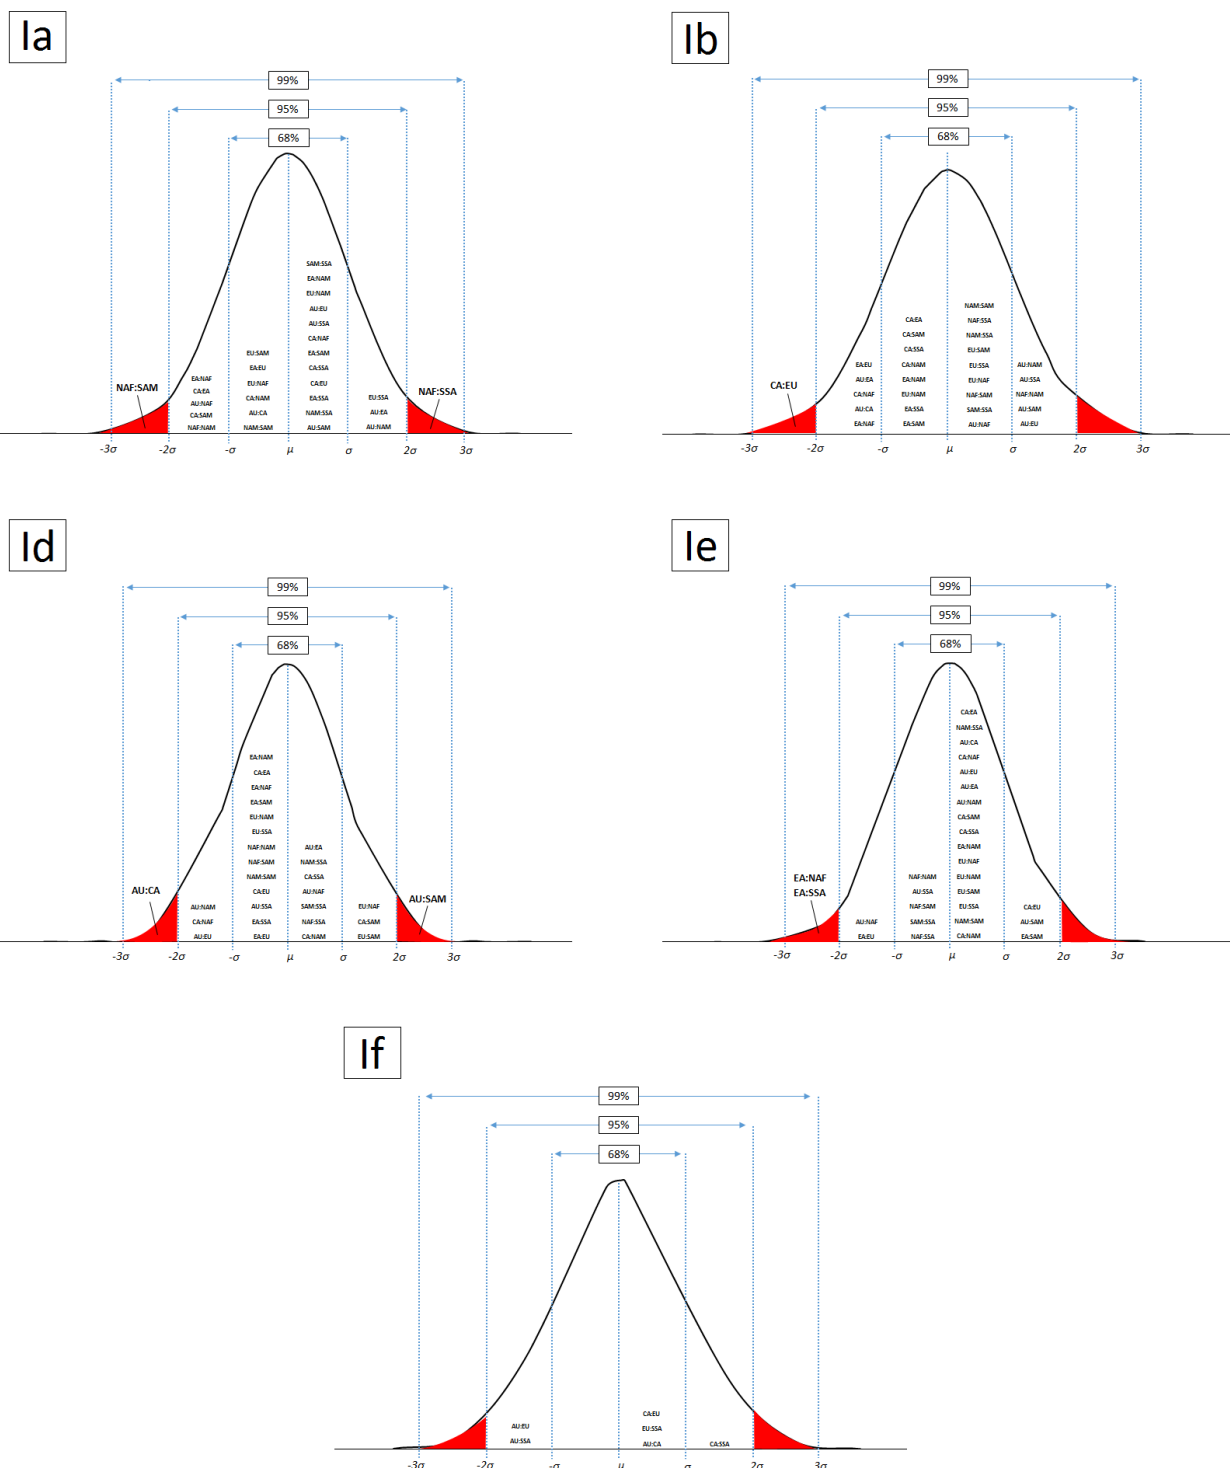 Ia
99%
95%
68%
SAM:SSA
EA:NAM
EU:NAM
AU:EU
AU:SSA
CA:NAF
EU:SAM
EA:SAM
EA:EU
CA:SSA
EA:NAF
EU:NAF
CA:EU
NAF:SAM
CA:EA
NAF:SSA
AU:NAF
CA:NAM
EA:SSA
EU:SSA
CA:SAM
AU:CA
NAM:SSA
AU:EA
NAF:NAM
NAM:SAM
AU:SAM
AU:NAM
-3σ -2σ -σ μ σ 2σ 3σ
Ib
99%
95%
68%
NAM:SAM
CA:EA
NAF:SSA
CA:SAM
NAM:SSA
CA:SSA
EU:SAM
EA:EU
CA:NAM
EU:SSA
AU:NAM
CA:EU
AU:EA
EA:NAM
EU:NAF
AU:SSA
CA:NAF
EU:NAM
NAF:SAM
NAF:NAM
AU:CA
EA:SSA
SAM:SSA
AU:SAM
EA:NAF
EA:SAM
AU:NAF
AU:EU
-3σ -2σ -σ μ σ 2σ 3σ
Id
99%
95%
68%
EA:NAM
CA:EA
EA:NAF
EA:SAM
EU:NAM
EU:SSA
NAF:NAM
AU:EA
NAF:SAM
NAM:SSA
NAM:SAM
CA:SSA
AU:CA
CA:EU
AU:NAF
AU:SAM
AU:NAM
AU:SSA
SAM:SSA
EU:NAF
CA:NAF
EA:SSA
NAF:SSA
CA:SAM
AU:EU
EA:EU
CA:NAM
EU:SAM
-3σ -2σ -σ μ σ 2σ 3σ
Ie
99%
95%
68%
CA:EA
NAM:SSA
AU:CA
CA:NAF
AU:EU
AU:EA
AU:NAM
CA:SAM
CA:SSA
EA:NAM
EU:NAF
EA:NAF
NAF:NAM
EU:NAM
EA:SSA
AU:SSA
EU:SAM
NAF:SAM
EU:SSA
CA:EU
AU:NAF
SAM:SSA
NAM:SAM
AU:SAM
EA:EU
NAF:SSA
CA:NAM
EA:SAM
-3σ -2σ -σ μ σ 2σ 3σ
If
99%
95%
68%
CA:EU
AU:EU
EU:SSA
AU:SSA
AU:CA
CA:SSA
-3σ -2σ -σ μ σ 2σ 3σ